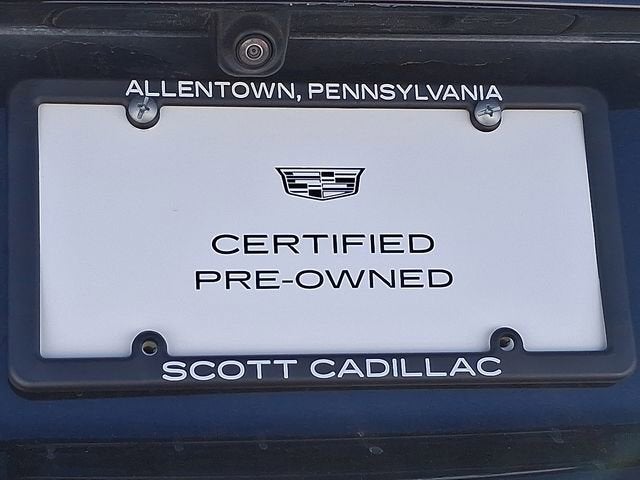 ALLENTOWN, PENNSYLVANIA
CERTIFIED
PRE-OWNED
SCOTT CADILLAC